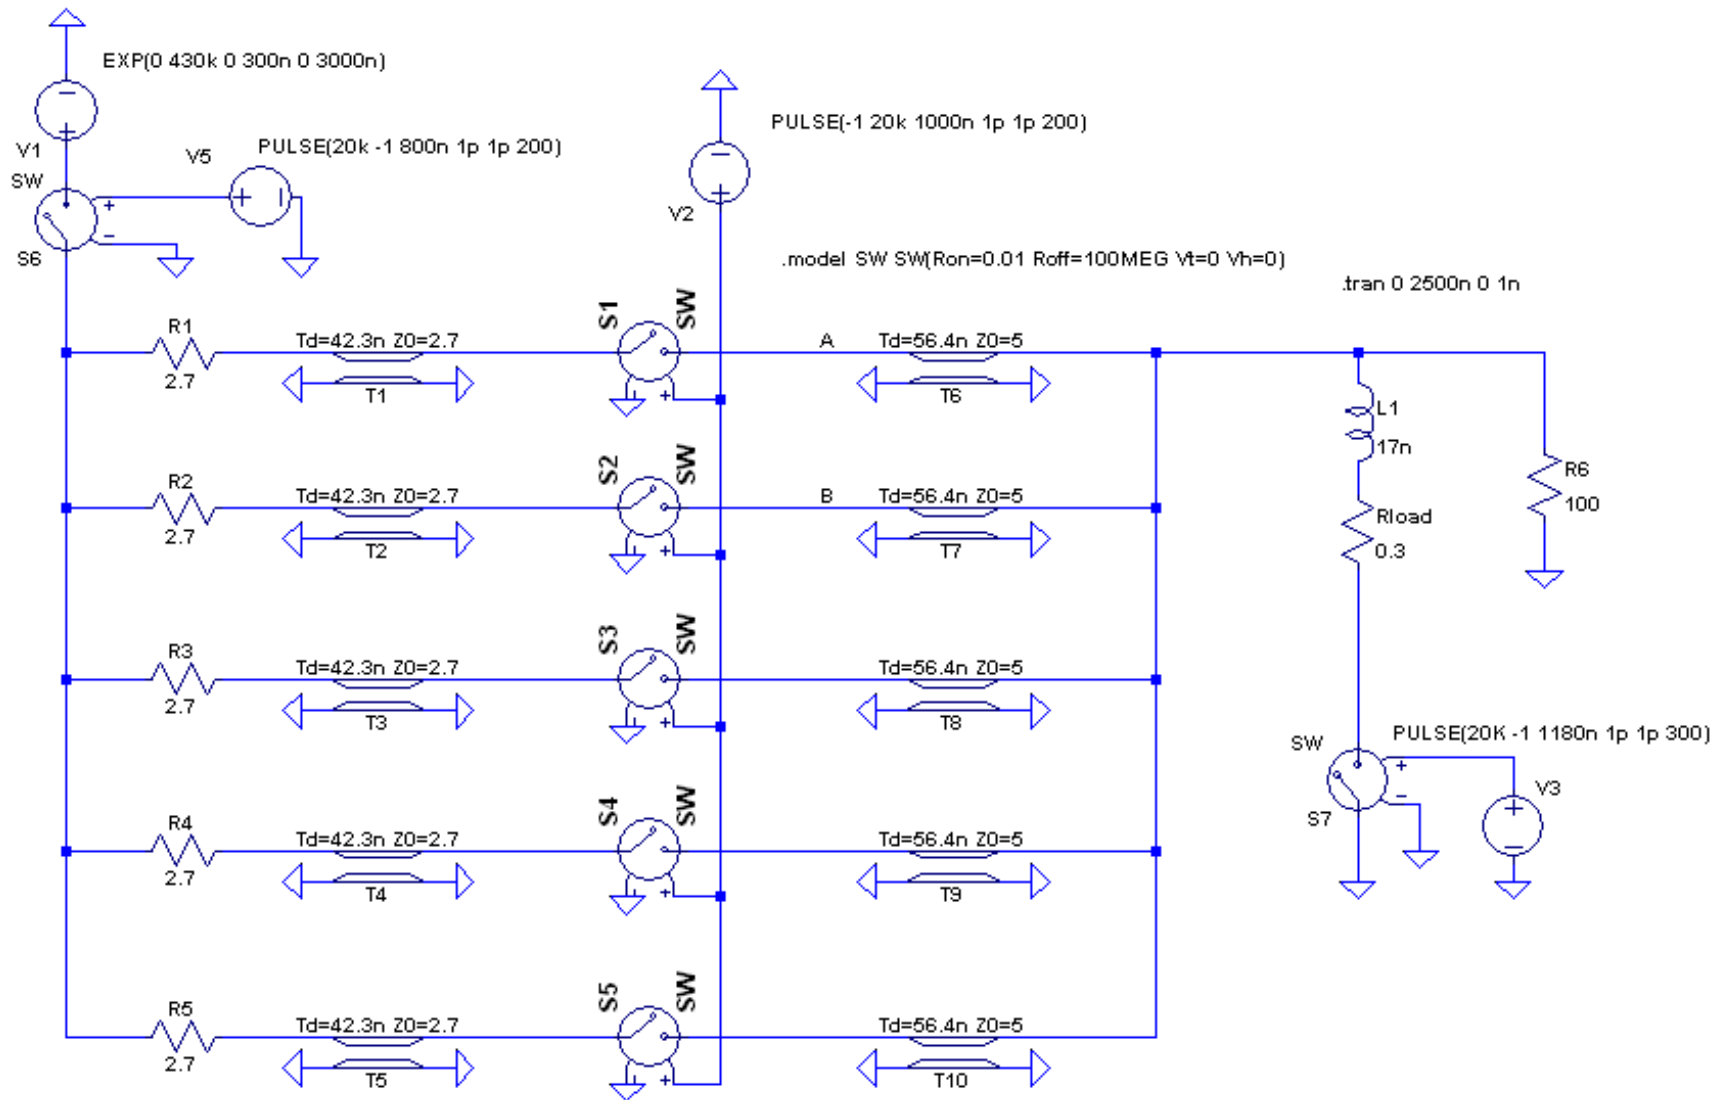 EXP(0 430k 0 300n 0 3000n)
V1
SW
S6
V5
PULSE(20k -1 800n 1p 1p 200)
PULSE(-1 20k 1000n 1p 1p 200)
V2
.model SW SW(Ron=0.01 Roff=100MEG Vt=0 Vh=0)
.tran 0 2500n 0 1n
R1
2.7
Td=42.3n Z0=2.7
T1
S1
SW
A
Td=56.4n Z0=5
T6
L1
17n
R6
100
Rload
0.3
R2
2.7
Td=42.3n Z0=2.7
T2
S2
SW
B
Td=56.4n Z0=5
T7
R3
2.7
Td=42.3n Z0=2.7
T3
S3
SW
Td=56.4n Z0=5
T8
SW
S7
PULSE(20K -1 1180n 1p 1p 300)
V3
R4
2.7
Td=42.3n Z0=2.7
T4
S4
SW
Td=56.4n Z0=5
T9
R5
2.7
Td=42.3n Z0=2.7
T5
S5
SW
Td=56.4n Z0=5
T10